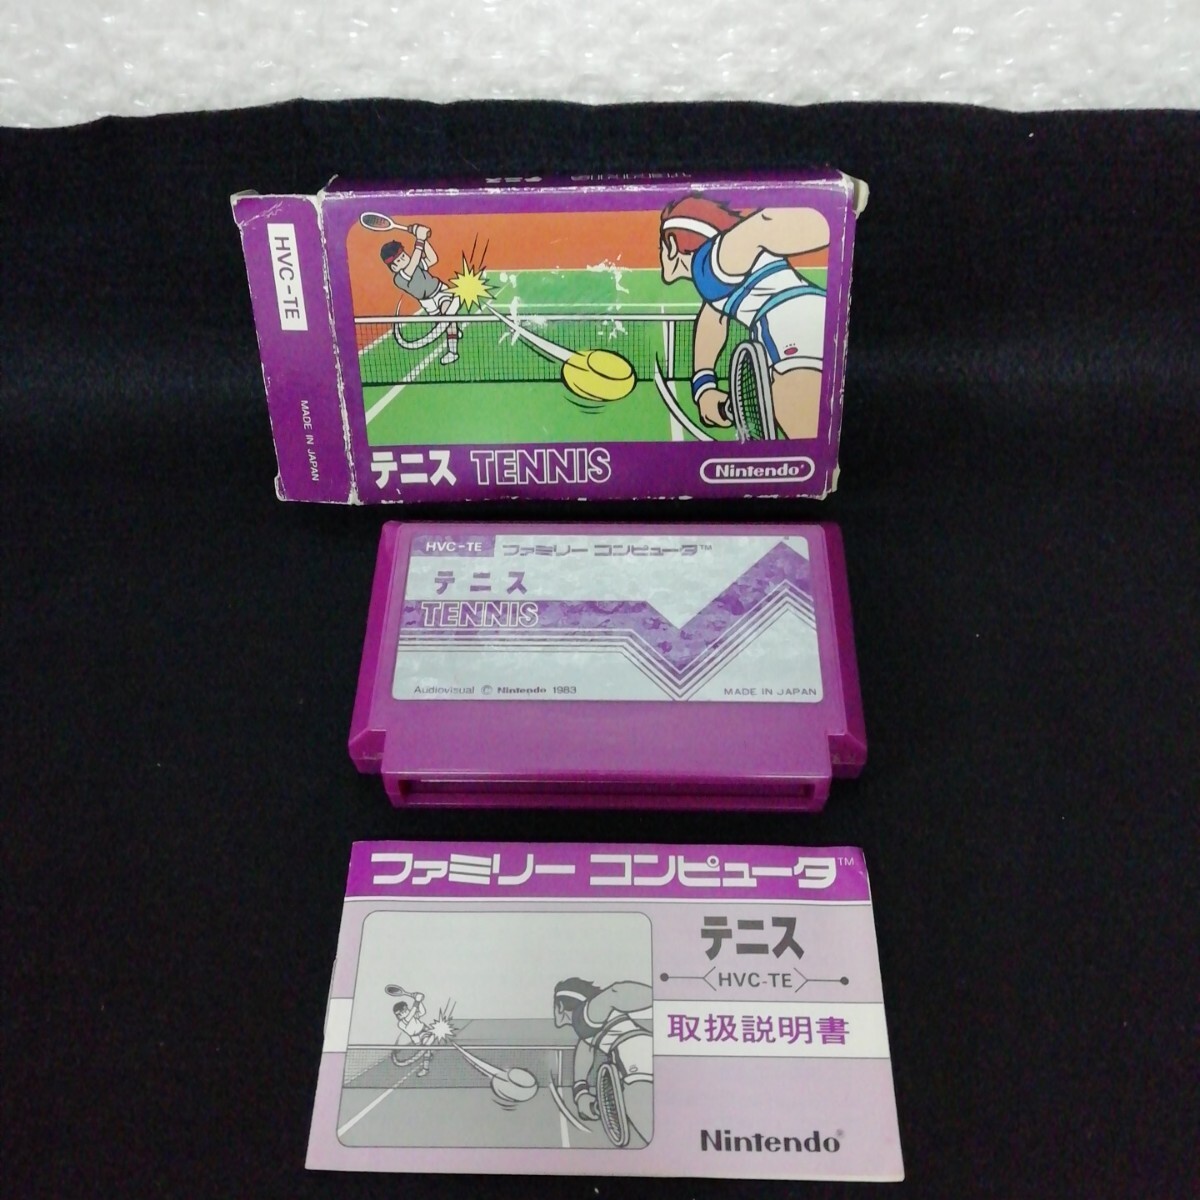 HVC-TE
MADE IN JAPAN
テニス TENNIS
Nintendo
HVC-TE ファミリー コンピュータ™
テニス
TENNIS
Audiovisual © Nintendo 1983
MADE IN JAPAN
ファミリー コンピュータ™
テニス
HVC-TE
取扱説明書
Nintendo®